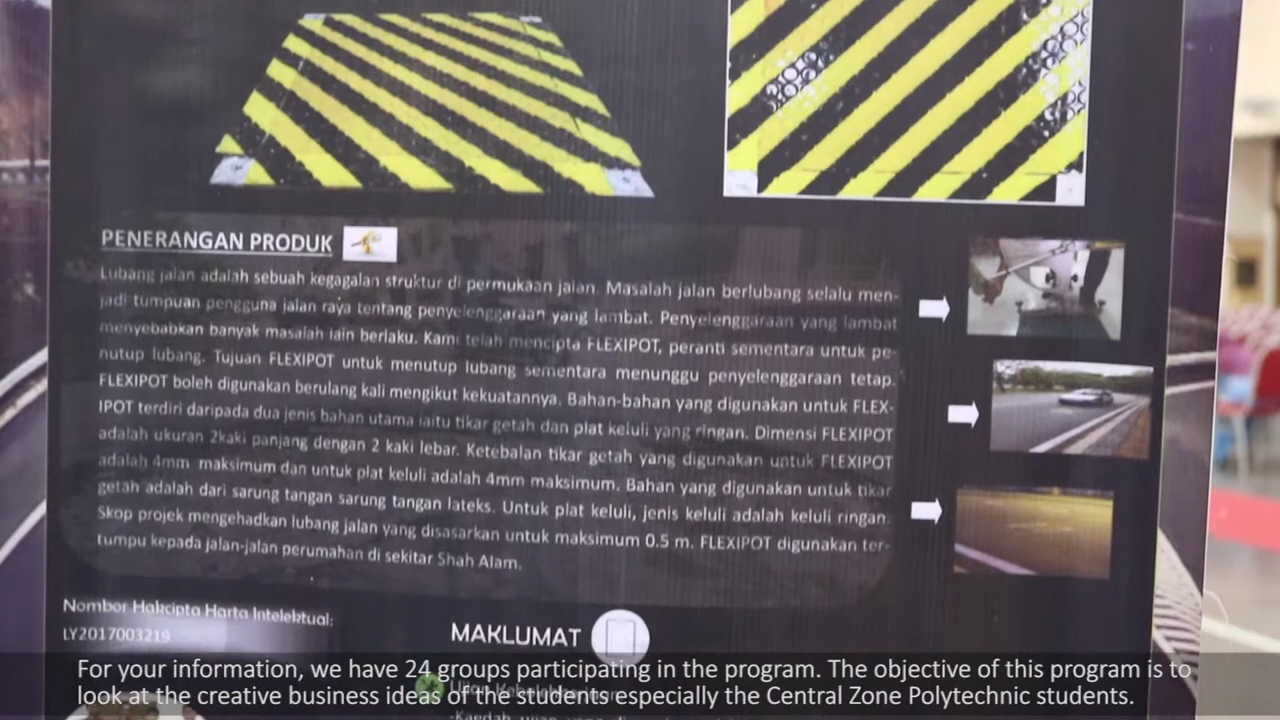 PENERANGAN PRODUK
Lubang jalan adalah sebuah kegagalan struktur di permukaan jalan. Masalah jalan berlubang selalu men-
jadi tumpuan pengguna jalan raya tentang penyelenggaraan yang lambat. Penyelenggaraan yang lambat
menyebabkan banyak masalah lain berlaku. Kami telah mencipta FLEXIPOT, peranti sementara untuk pe-
nutup lubang. Tujuan FLEXIPOT untuk menutup lubang sementara menunggu penyelenggaraan tetap.
FLEXIPOT boleh digunakan berulang kali mengikut kekuatannya. Bahan-bahan yang digunakan untuk FLEX-
IPOT terdiri daripada dua jenis bahan utama iaitu tikar getah dan plat keluli yang ringan. Dimensi FLEXIPOT
adalah ukuran 2kaki panjang dengan 2 kaki lebar. Ketebalan tikar getah yang digunakan untuk FLEXIPOT
adalah 4mm maksimum dan untuk plat keluli adalah 4mm maksimum. Bahan yang digunakan untuk tikar
getah adalah dari sarung tangan sarung tangan lateks. Untuk plat keluli, jenis keluli adalah keluli ringan.
Skop projek mengehadkan lubang jalan yang disasarkan untuk maksimum 0.5 m. FLEXIPOT digunakan ter-
tumpu kepada jalan-jalan perumahan di sekitar Shah Alam.
Nombor Hakcipta Harta Intelektual:
LY2017003219
MAKLUMAT
For your information, we have 24 groups participating in the program. The objective of this program is to
look at the creative business ideas of the students especially the Central Zone Polytechnic students.